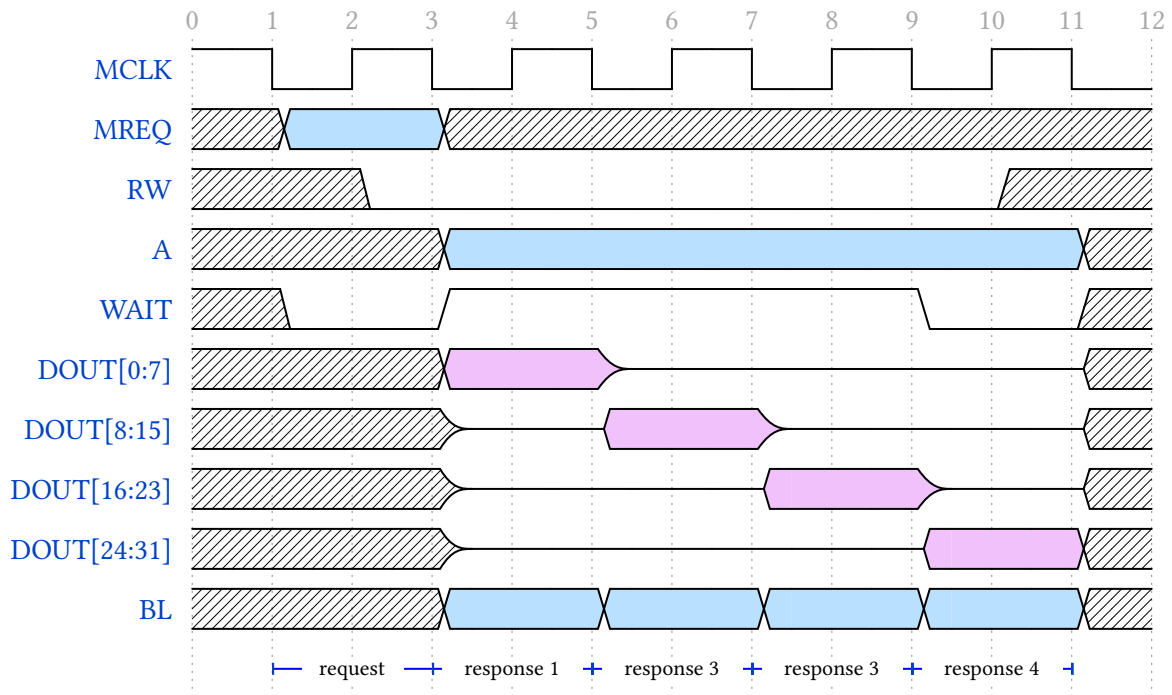 0 1 2 3 4 5 6 7 8 9 10 11 12
MCLK
MREQ
RW
A
WAIT
DOUT[0:7]
DOUT[8:15]
DOUT[16:23]
DOUT[24:31]
BL
request response 1 response 3 response 3 response 4